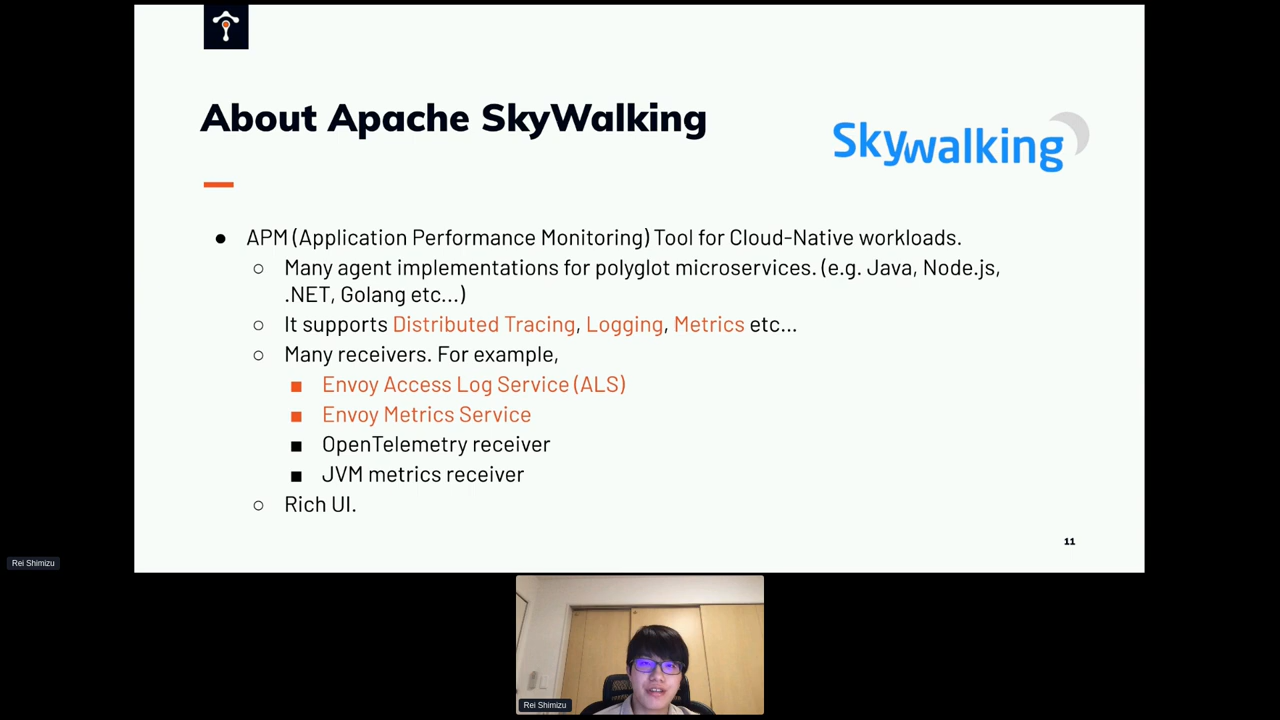 About Apache SkyWalking
Skywalking
● APM (Application Performance Monitoring) Tool for Cloud-Native workloads.
○ Many agent implementations for polyglot microservices. (e.g. Java, Node.js,
.NET, Golang etc...)
○ It supports Distributed Tracing, Logging, Metrics etc...
○ Many receivers. For example,
■ Envoy Access Log Service (ALS)
■ Envoy Metrics Service
■ OpenTelemetry receiver
■ JVM metrics receiver
○ Rich UI.
11
Rei Shimizu
Rei Shimizu